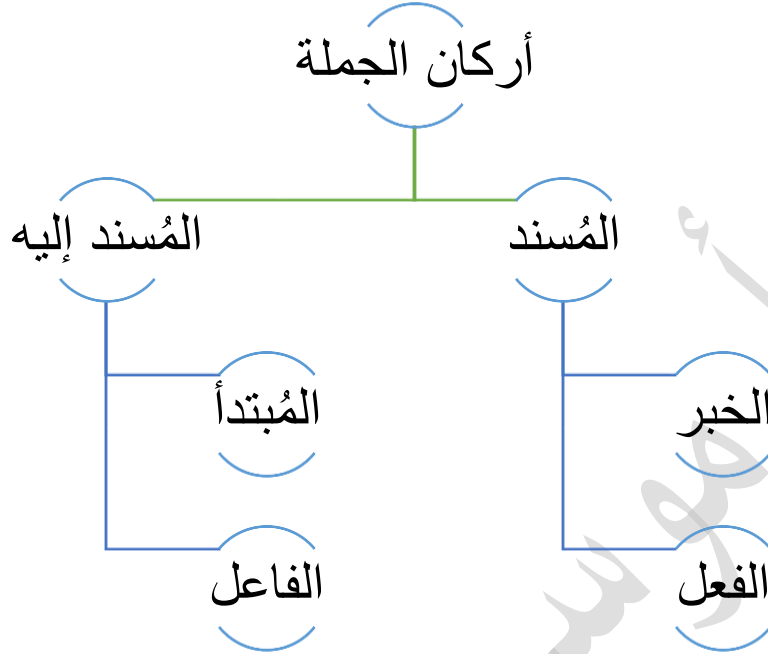 أركان الجملة
المُسند
المُسند إليه
الخبر
المُبتدأ
الفعل
الفاعل